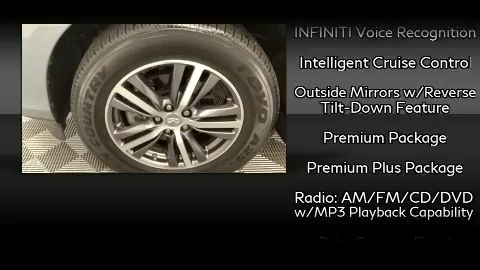 INFINITI Voice Recognition
Intelligent Cruise Control
Outside Mirrors w/Reverse
Tilt-Down Feature
Premium Package
Premium Plus Package
Radio: AM/FM/CD/DVD
w/MP3 Playback Capability